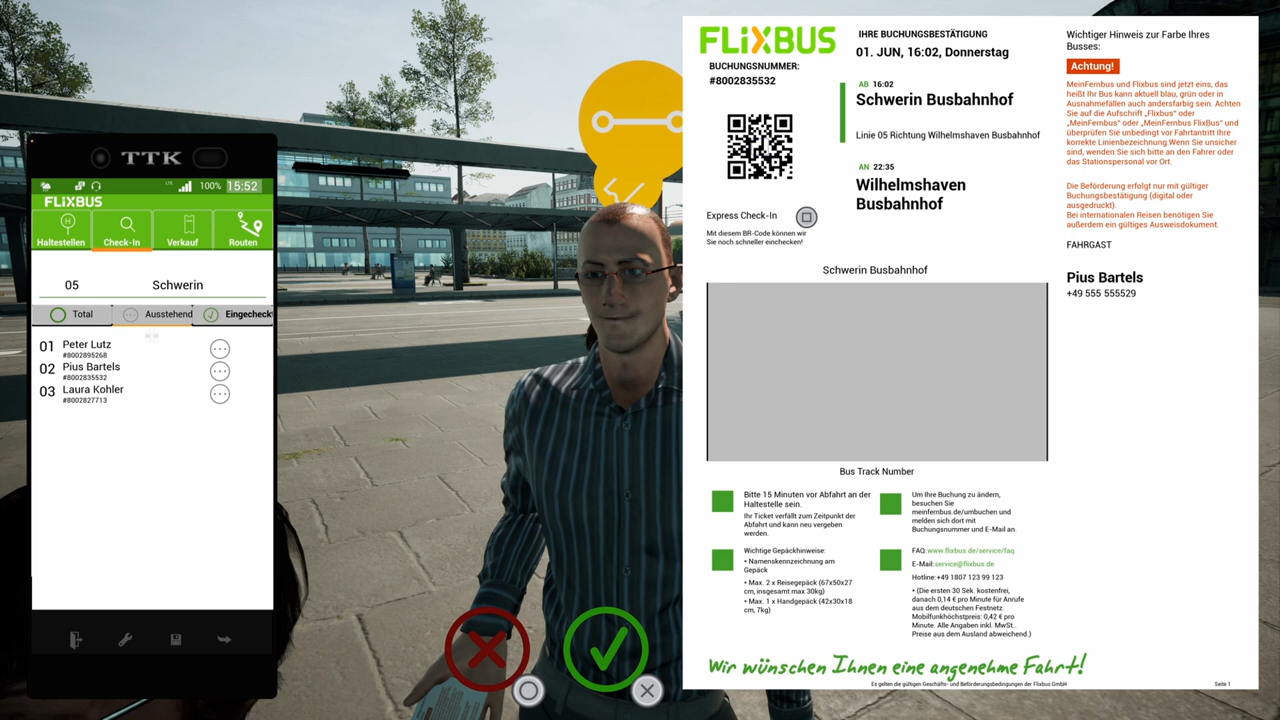 TTK
LTE
100%
15:52
FLiXBUS
H
Haltestellen
Check-In
Verkauf
Routen
05
Schwerin
Total
Ausstehend
Eingecheckt
01
Peter Lutz
#8002895268
02
Pius Bartels
#8002835532
03
Laura Kohler
#8002827713
FLiXBUS
BUCHUNGSNUMMER:
#8002835532
IHRE BUCHUNGSBESTÄTIGUNG
01. JUN, 16:02, Donnerstag
AB 16:02
Schwerin Busbahnhof
Linie 05 Richtung Wilhelmshaven Busbahnhof
AN 22:35
Wilhelmshaven
Busbahnhof
Express Check-In
Mit diesem BR-Code können wir
Sie noch schneller einchecken!
Schwerin Busbahnhof
Bus Track Number
Bitte 15 Minuten vor Abfahrt an der
Haltestelle sein.
Ihr Ticket verfällt zum Zeitpunkt der
Abfahrt und kann neu vergeben
werden.
Wichtige Gepäckhinweise:
• Namenskennzeichnung am
Gepäck
• Max. 2 x Reisegepäck (67x50x27
cm, insgesamt max 30kg)
• Max. 1 x Handgepäck (42x30x18
cm, 7kg)
Um Ihre Buchung zu ändern,
besuchen Sie
meinfernbus.de/umbuchen und
melden sich dort mit
Buchungsnummer und E-Mail an.
FAQ:www.flixbus.de/service/faq
E-Mail:service@flixbus.de
Hotline:+49 1807 123 99 123
• (Die ersten 30 Sek. kostenfrei,
danach 0,14 € pro Minute für Anrufe
aus dem deutschen Festnetz.
Mobilfunkhöchstpreis: 0,42 € pro
Minute. Alle Angaben inkl. MwSt..
Preise aus dem Ausland abweichend.)
Wir wünschen Ihnen eine angenehme Fahrt!
Es gelten die gültigen Geschäfts- und Beförderungsbedingungen der Flixbus GmbH
Seite 1
Wichtiger Hinweis zur Farbe Ihres
Busses:
Achtung!
MeinFernbus und Flixbus sind jetzt eins, das
heißt Ihr Bus kann aktuell blau, grün oder in
Ausnahmefällen auch andersfarbig sein. Achten
Sie auf die Aufschrift „Flixbus“ oder
„MeinFernbus“ oder „MeinFernbus FlixBus“ und
überprüfen Sie unbedingt vor Fahrtantritt Ihre
korrekte Linienbezeichnung.Wenn Sie unsicher
sind, wenden Sie sich bitte an den Fahrer oder
das Stationspersonal vor Ort.
Die Beförderung erfolgt nur mit gültiger
Buchungsbestätigung (digital oder
ausgedruckt).
Bei internationalen Reisen benötigen Sie
außerdem ein gültiges Ausweisdokument.
FAHRGAST
Pius Bartels
+49 555 555529